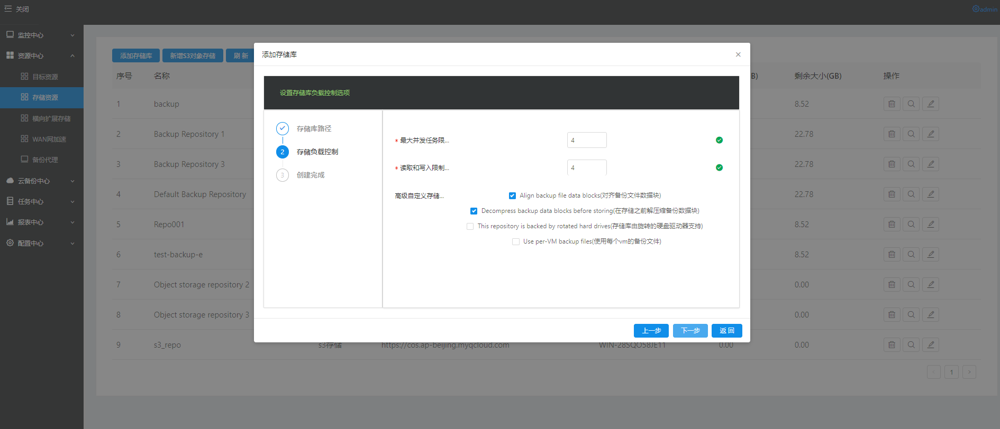 关闭
admin
监控中心
资源中心
目标资源
存储资源
横向扩展存储
WAN网加速
备份代理
云备份中心
任务中心
报表中心
配置中心
添加存储库 新增S3对象存储 刷 新
序号 名称 B) 剩余大小(GB) 操作
1 backup 8.52
2 Backup Repository 1 22.78
3 Backup Repository 3 22.78
4 Default Backup Repository 22.78
5 Repo001 8.52
6 test-backup-e 8.52
7 Object storage repository 2 0.00
8 Object storage repository 3 0.00
9 s3_repo s3存储 https://cos.ap-beijing.myqcloud.com WIN-28SQO58JE11 0.00 0.00
1
添加存储库
设置存储库负载控制选项
存储库路径
2 存储负载控制
3 创建完成
* 最大并发任务限... 4
* 读取和写入限制... 4
高级自定义存储... Align backup file data blocks(对齐备份文件数据块)
Decompress backup data blocks before storing(在存储之前解压缩备份数据块)
This repository is backed by rotated hard drives(存储库由旋转的硬盘驱动器支持)
Use per-VM backup files(使用每个vm的备份文件)
上一步 下一步 返 回